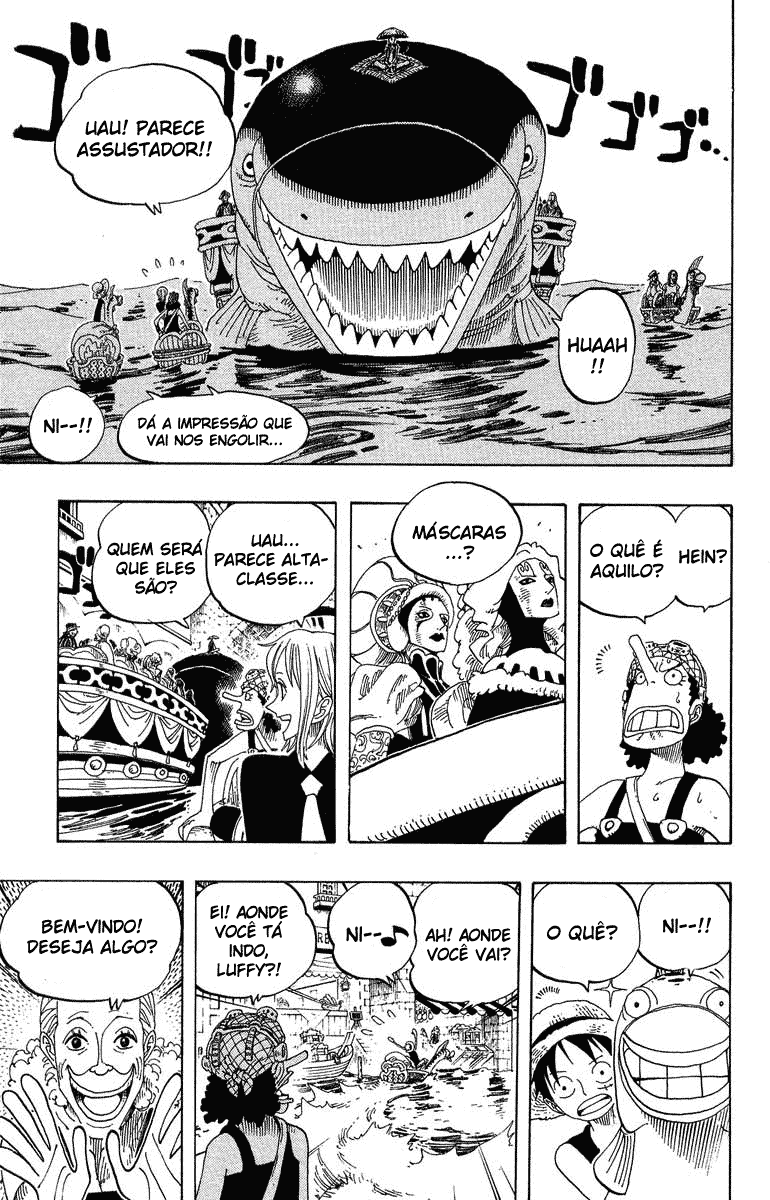 ゴゴゴ
ゴゴゴ...
UAU! PARECE
ASSUSTADOR!!
HUAAH
!!
NI--!!
DÁ A IMPRESSÃO QUE
VAI NOS ENGOLIR...
HEIN?
O QUÊ É
AQUILO?
MÁSCARAS
...?
UAU...
PARECE ALTA-
CLASSE...
QUEM SERÁ
QUE ELES
SÃO?
NI--!!
O QUÊ?
AH! AONDE
VOCÊ VAI?
NI--♪
EI! AONDE
VOCÊ TÁ
INDO,
LUFFY?!
RE
BEM-VINDO!
DESEJA ALGO?